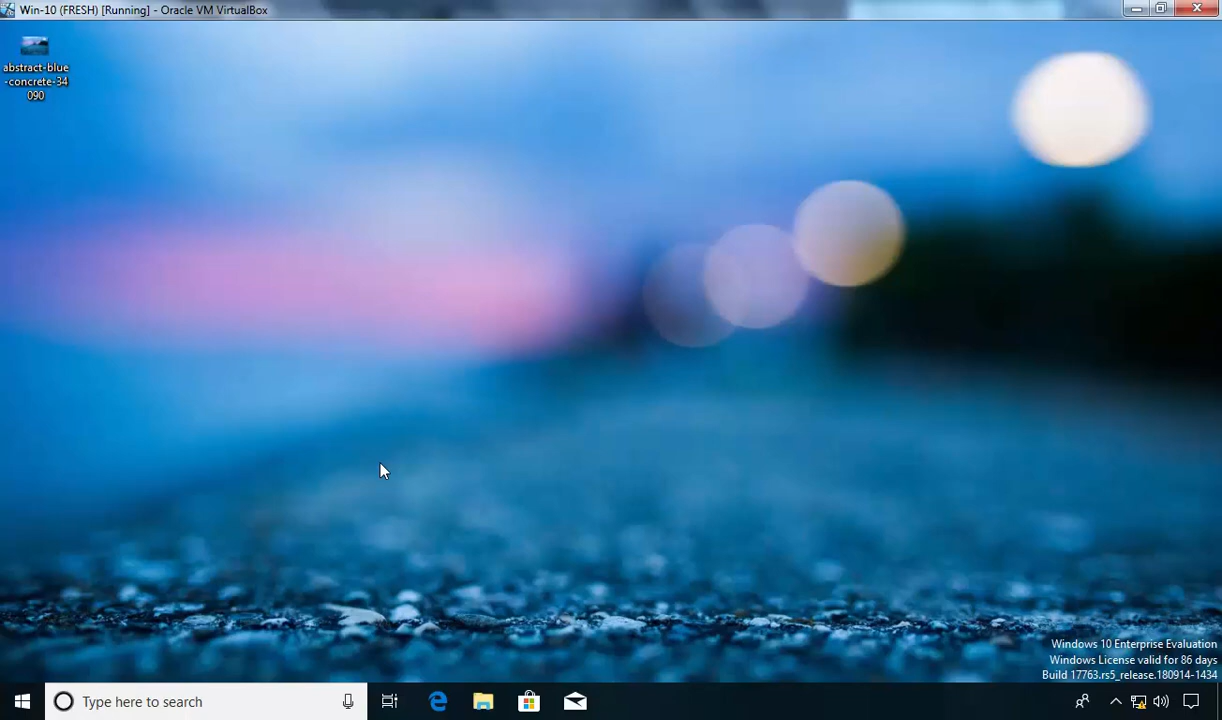 Win-10 (FRESH) [Running] - Oracle VM VirtualBox
abstract-blue
-concrete-34
090
Windows 10 Enterprise Evaluation
Windows License valid for 86 days
Build 17763.rs5_release.180914-1434
Type here to search